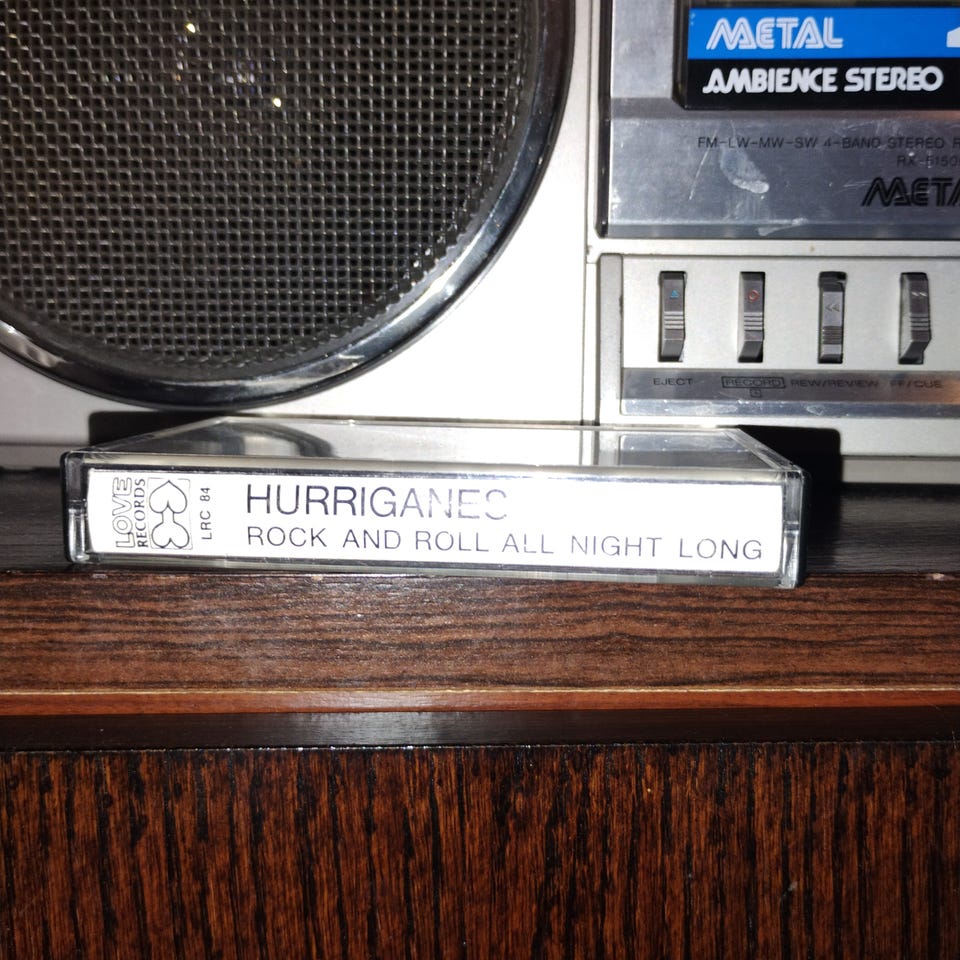 METAL
AMBIENCE STEREO
FM-LW-MW-SW 4-BAND STEREO
EJECT RECORD REW/REVIEW FF/CUE
LOVE
RECORDS
LRC 84
HURRIGANES
ROCK AND ROLL ALL NIGHT LONG